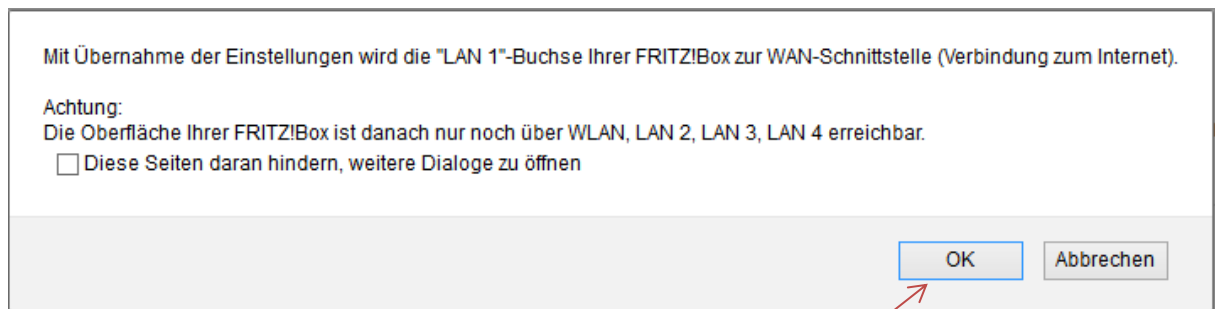 Mit Übernahme der Einstellungen wird die "LAN 1"-Buchse Ihrer FRITZ!Box zur WAN-Schnittstelle (Verbindung zum Internet).
Achtung:
Die Oberfläche Ihrer FRITZ!Box ist danach nur noch über WLAN, LAN 2, LAN 3, LAN 4 erreichbar.
Diese Seiten daran hindern, weitere Dialoge zu öffnen
OK Abbrechen